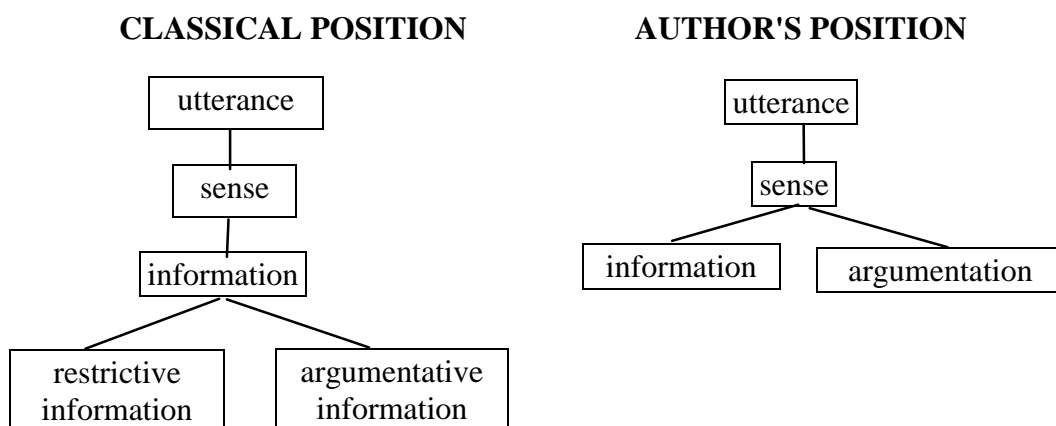 CLASSICAL POSITION
utterance
sense
information
restrictive
information
argumentative
information
AUTHOR'S POSITION
utterance
sense
information
argumentation